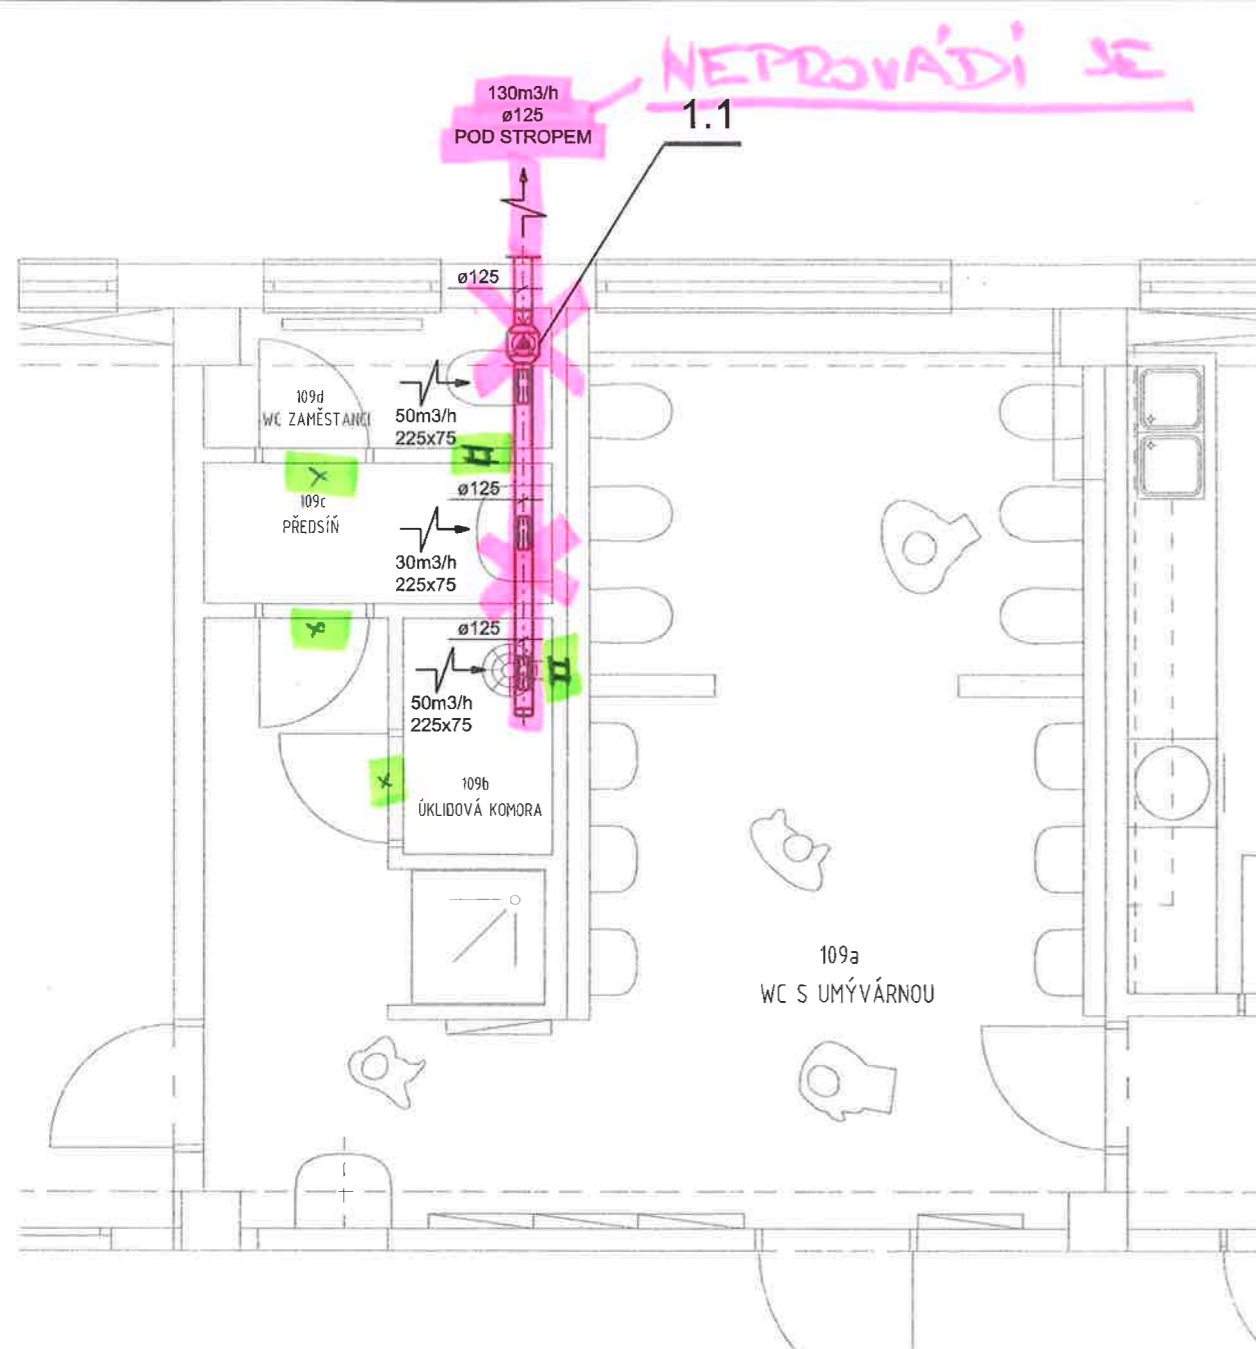 NEPROVÁDÍ SE
130m3/h
ø125
POD STROPEM
1.1
ø125
109d
WC ZAMĚSTANCI
50m3/h
225x75
ø125
109c
PŘEDSÍŇ
30m3/h
225x75
ø125
50m3/h
225x75
109b
ÚKLIDOVÁ KOMORA
109a
WC S UMÝVÁRNOU